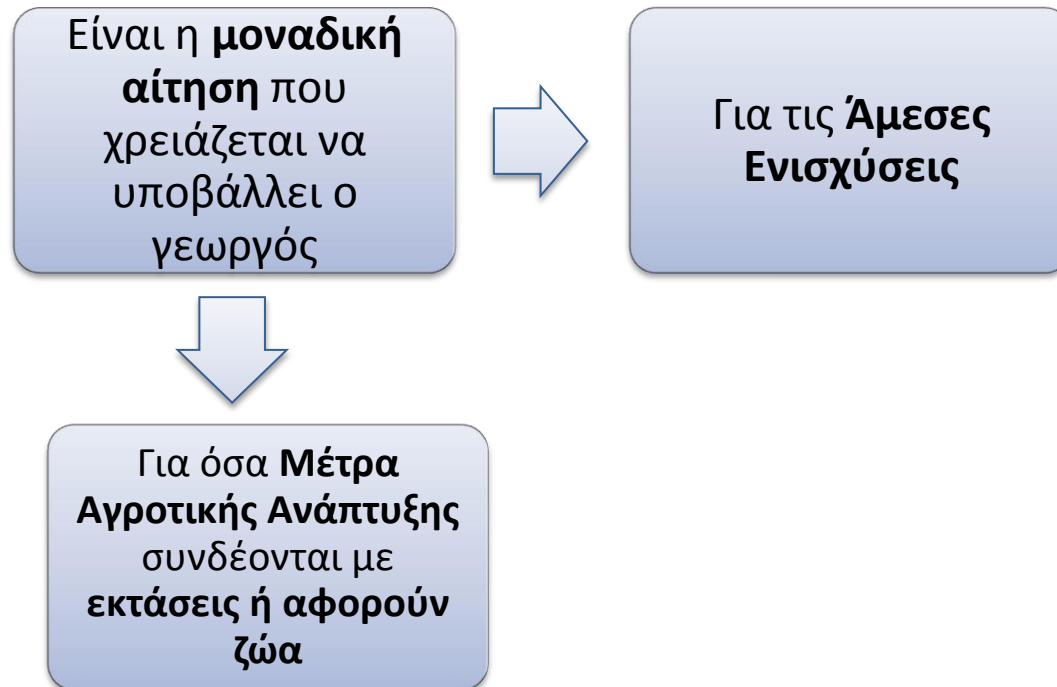 Είναι η μοναδική
αίτηση που
χρειάζεται να
υποβάλλει ο
γεωργός
Για τις Άμεσες
Ενισχύσεις
Για όσα Μέτρα
Αγροτικής Ανάπτυξης
συνδέονται με
εκτάσεις ή αφορούν
ζώα